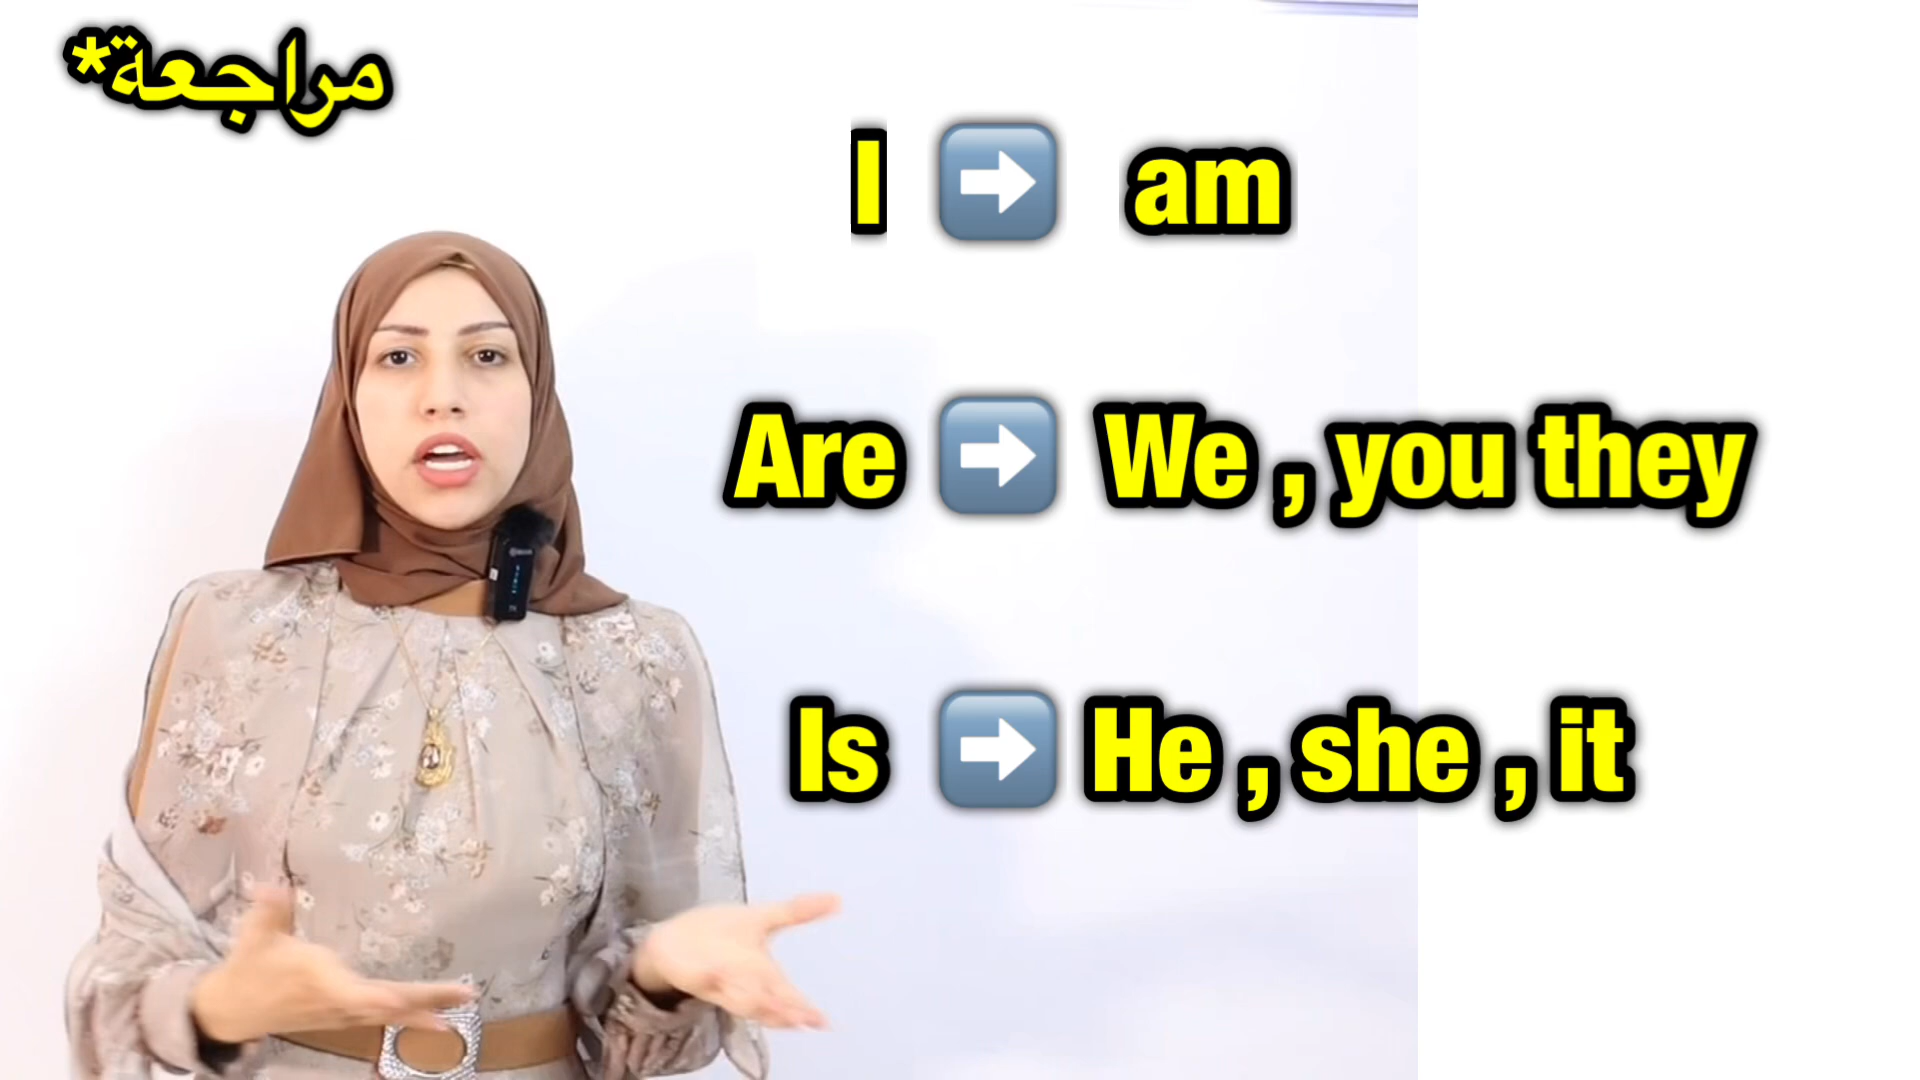 مراجعة*
I ➡ am
Are ➡ We , you they
Is ➡ He , she , it